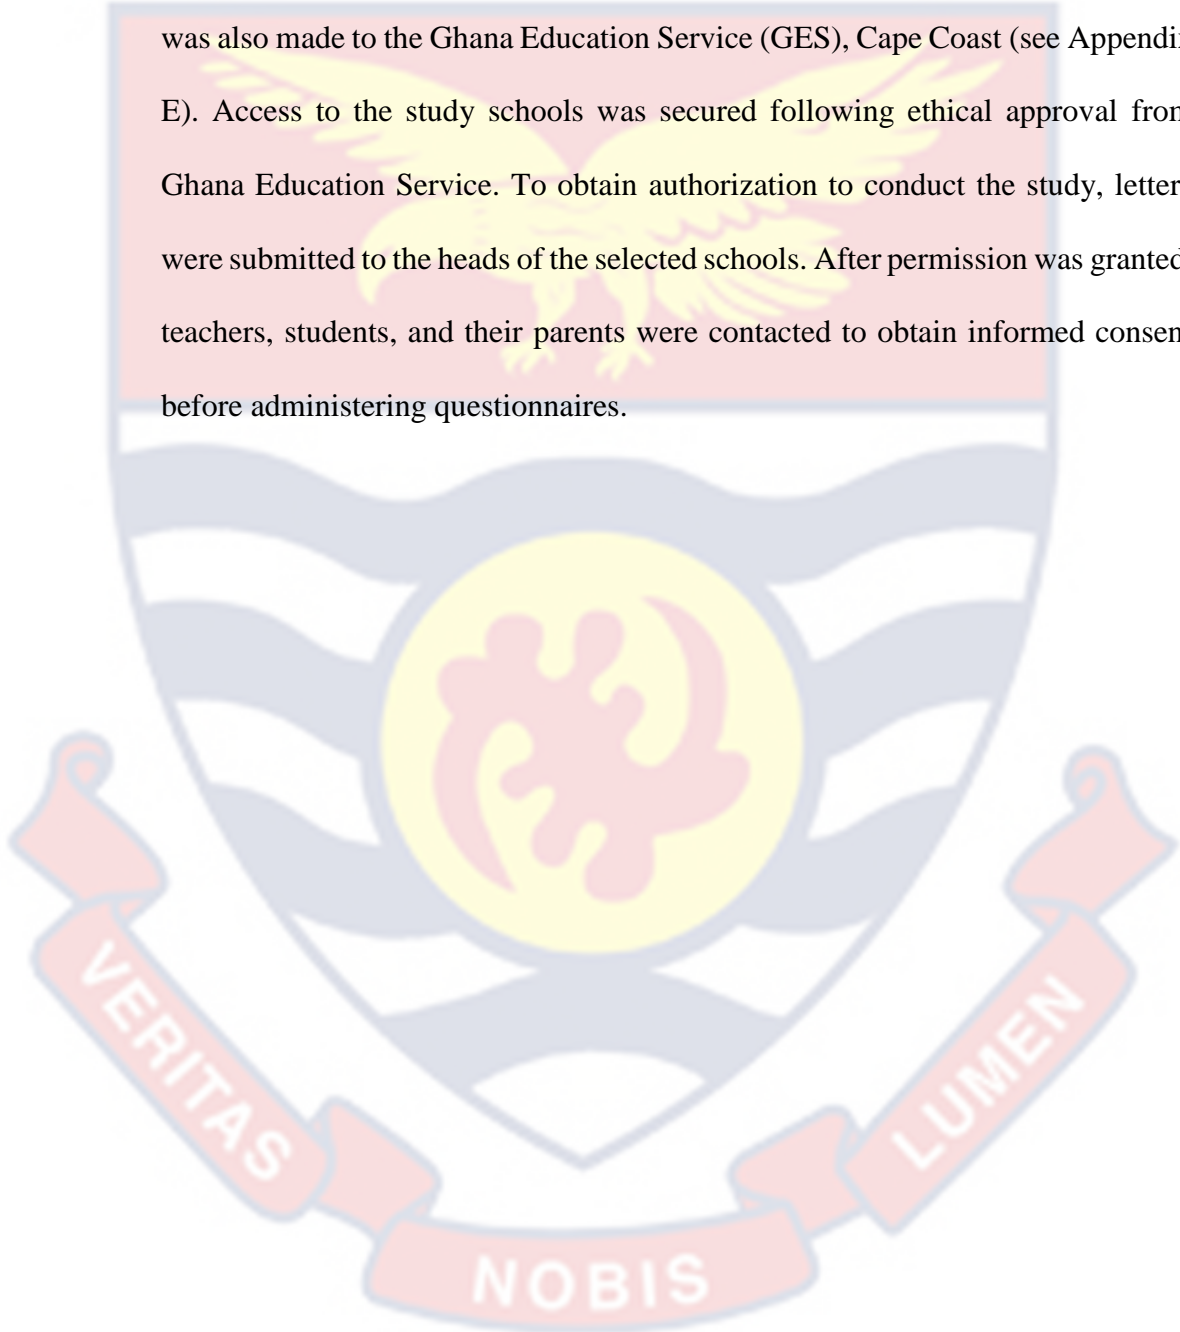 was also made to the Ghana Education Service (GES), Cape Coast (see Appendi
E). Access to the study schools was secured following ethical approval from
Ghana Education Service. To obtain authorization to conduct the study, letter
were submitted to the heads of the selected schools. After permission was granted
teachers, students, and their parents were contacted to obtain informed consen
before administering questionnaires.
VERITAS
NOBIS
LUMEN